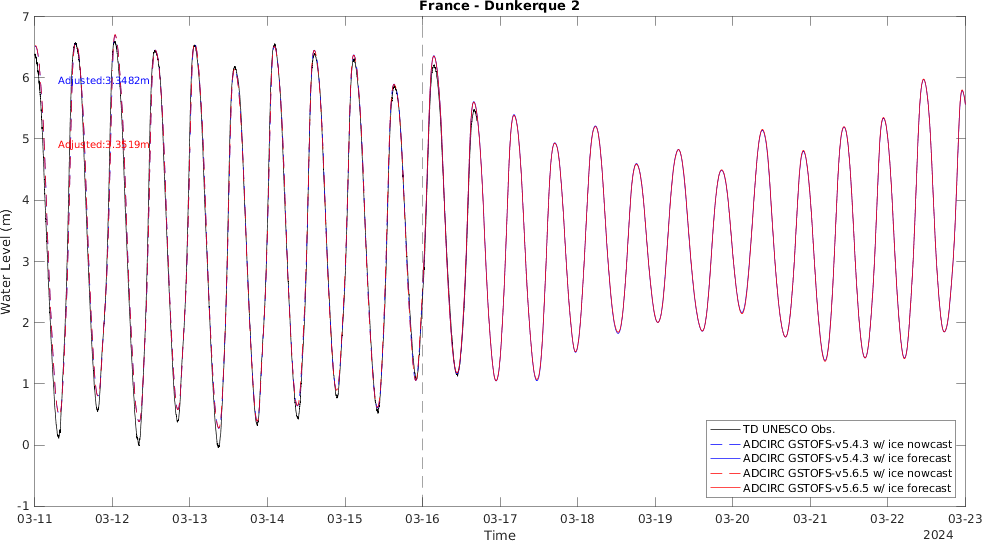 France - Dunkerque 2
7
6
5
4
3
2
1
0
-1
Water Level (m)
Adjusted:3.3482m
Adjusted:3.3519m
TD UNESCO Obs.
ADCIRC GSTOFS-v5.4.3 w/ ice nowcast
ADCIRC GSTOFS-v5.4.3 w/ ice forecast
ADCIRC GSTOFS-v5.6.5 w/ ice nowcast
ADCIRC GSTOFS-v5.6.5 w/ ice forecast
03-11 03-12 03-13 03-14 03-15 03-16 03-17 03-18 03-19 03-20 03-21 03-22 03-23
Time
2024